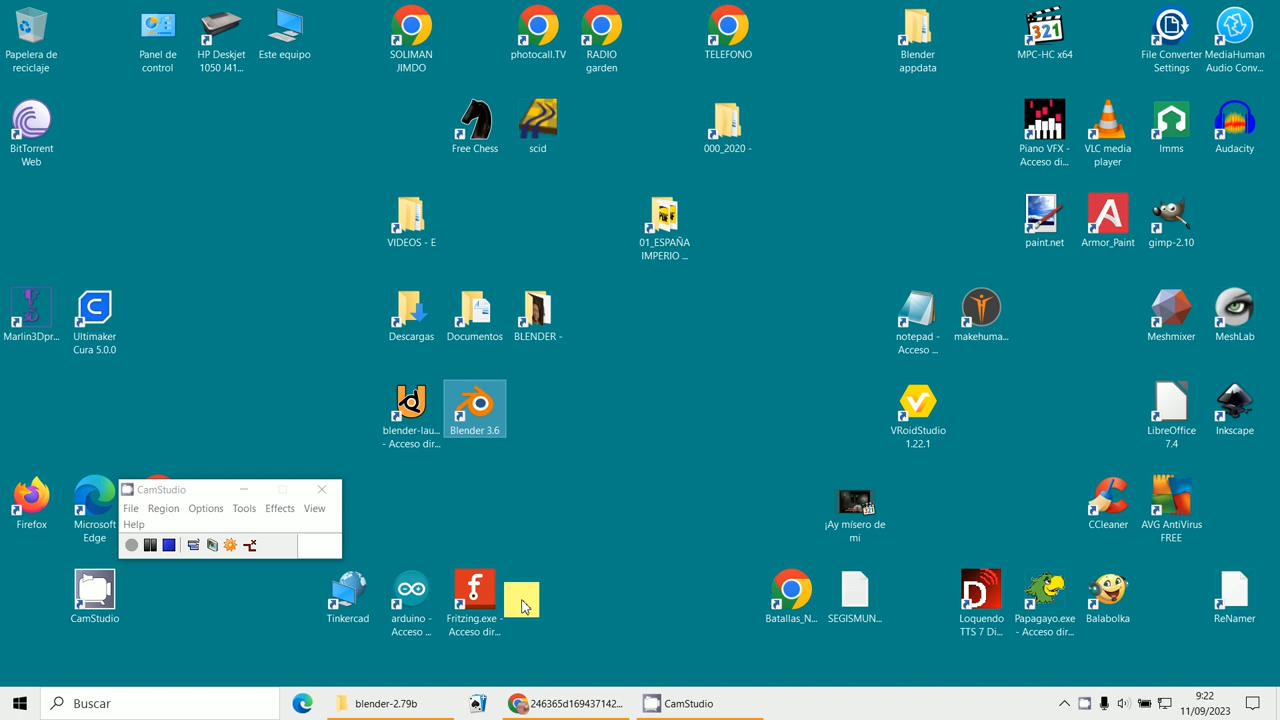 Papelera de
reciclaje
Panel de
control
HP Deskjet
1050 J41...
Este equipo
SOLIMAN
JIMDO
photocall.TV
RADIO
garden
TELEFONO
Blender
appdata
321
MPC-HC x64
File Converter
Settings
MediaHuman
Audio Conv...
BitTorrent
Web
Free Chess
scid
000_2020 -
Piano VFX -
Acceso di...
VLC media
player
lmms
Audacity
VIDEOS - E
01_ESPAÑA
IMPERIO ...
paint.net
Armor_Paint
gimp-2.10
Marlin3Dpr...
Ultimaker
Cura 5.0.0
Descargas
Documentos
BLENDER -
notepad -
Acceso ...
makehuma...
Meshmixer
MeshLab
blender-lau...
- Acceso dir...
Blender 3.6
VRoidStudio
1.22.1
LibreOffice
7.4
Inkscape
Firefox
Microsoft
Edge
CamStudio
File Region Options Tools Effects View
Help
¡Ay mísero de
mi
CCleaner
AVG AntiVirus
FREE
CamStudio
Tinkercad
arduino -
Acceso ...
Fritzing.exe -
Acceso dir...
Batallas_N...
SEGISMUN...
Loquendo
TTS 7 Di...
Papagayo.exe
- Acceso dir...
Balabolka
ReNamer
Buscar
blender-2.79b
246365d169437142...
CamStudio
9:22
11/09/2023